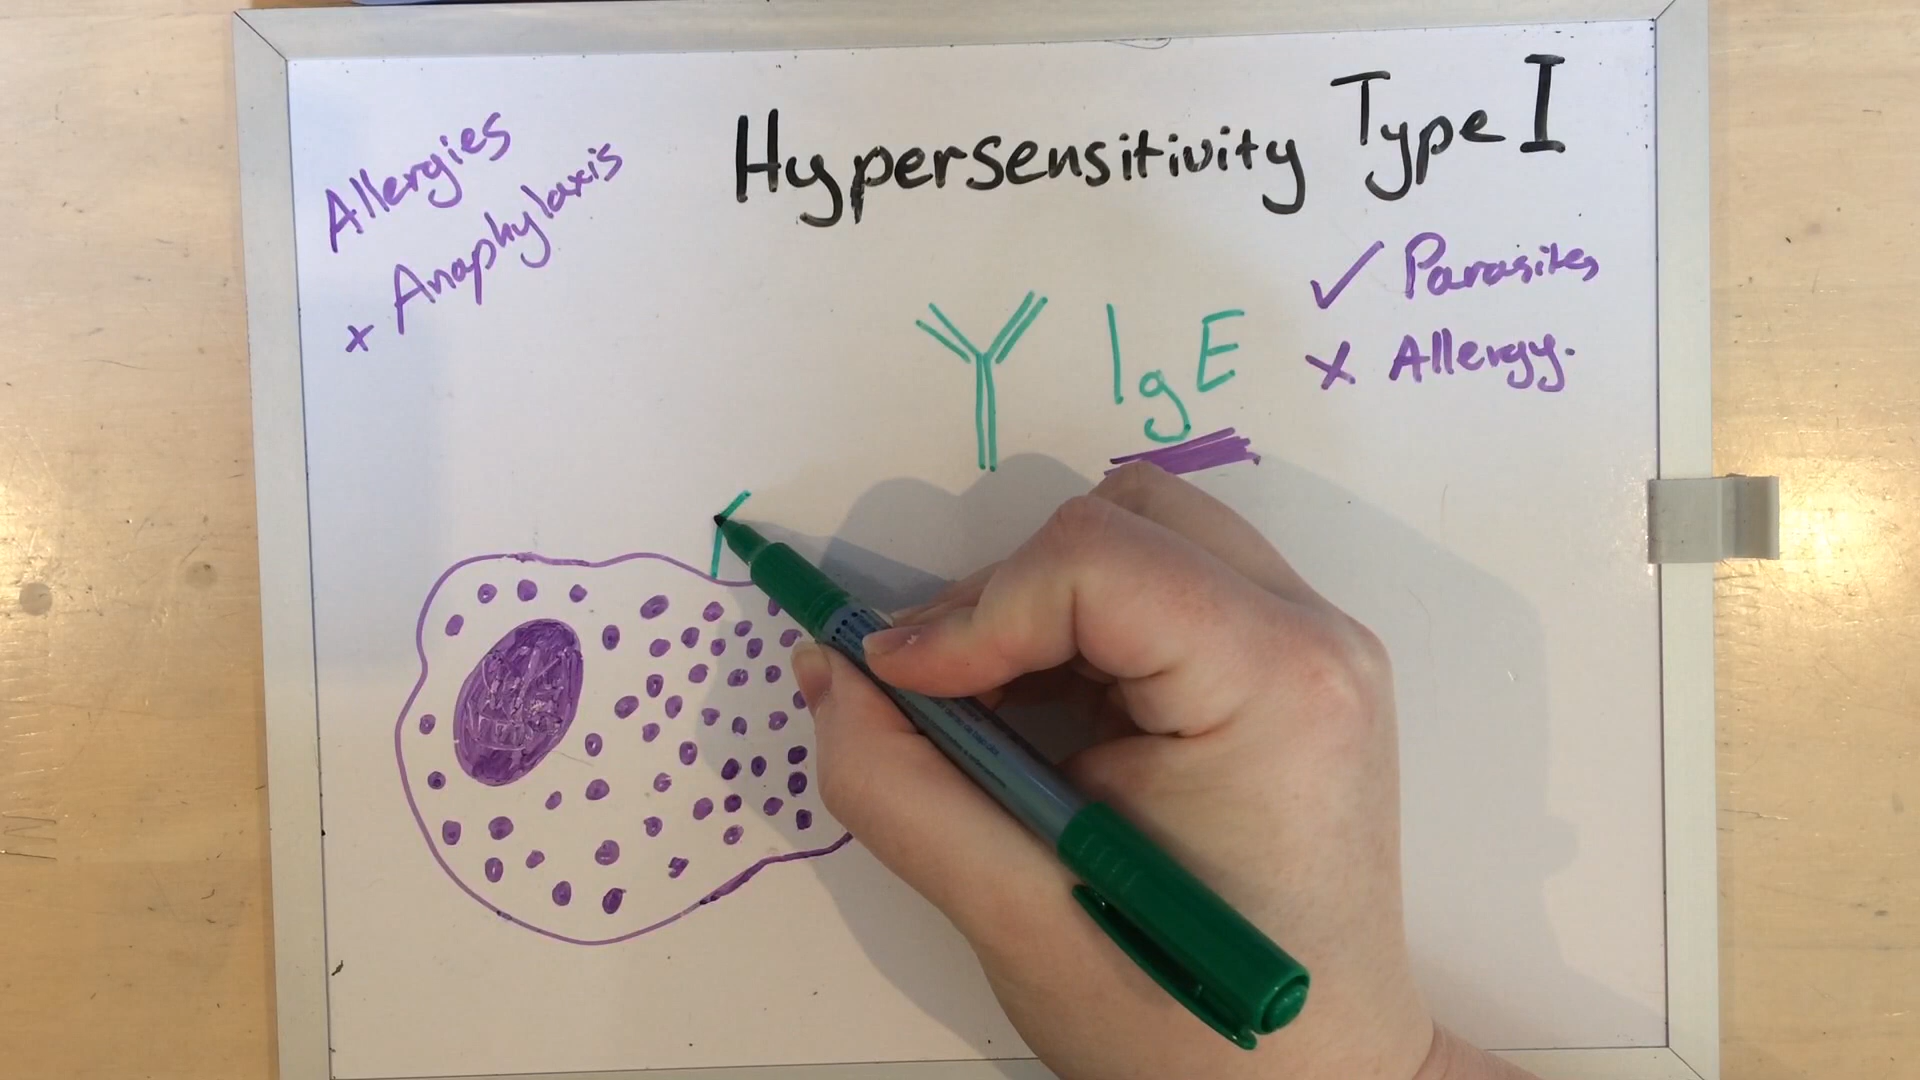 Hypersensitivity Type I
Allergies
x Anaphylaxis
✓ Parasites
x Allergy.
IgE